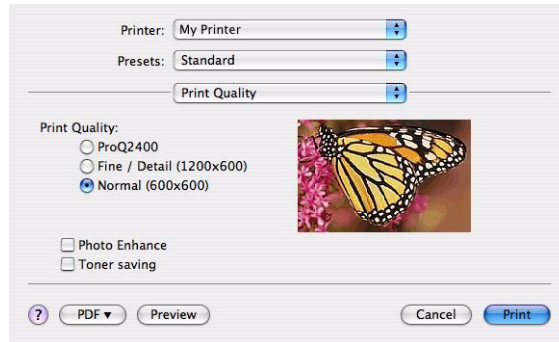 Printer: My Printer
Presets: Standard
Print Quality
Print Quality:
ProQ2400
Fine / Detail (1200x600)
Normal (600x600)
Photo Enhance
Toner saving
? PDF ▼ Preview Cancel Print